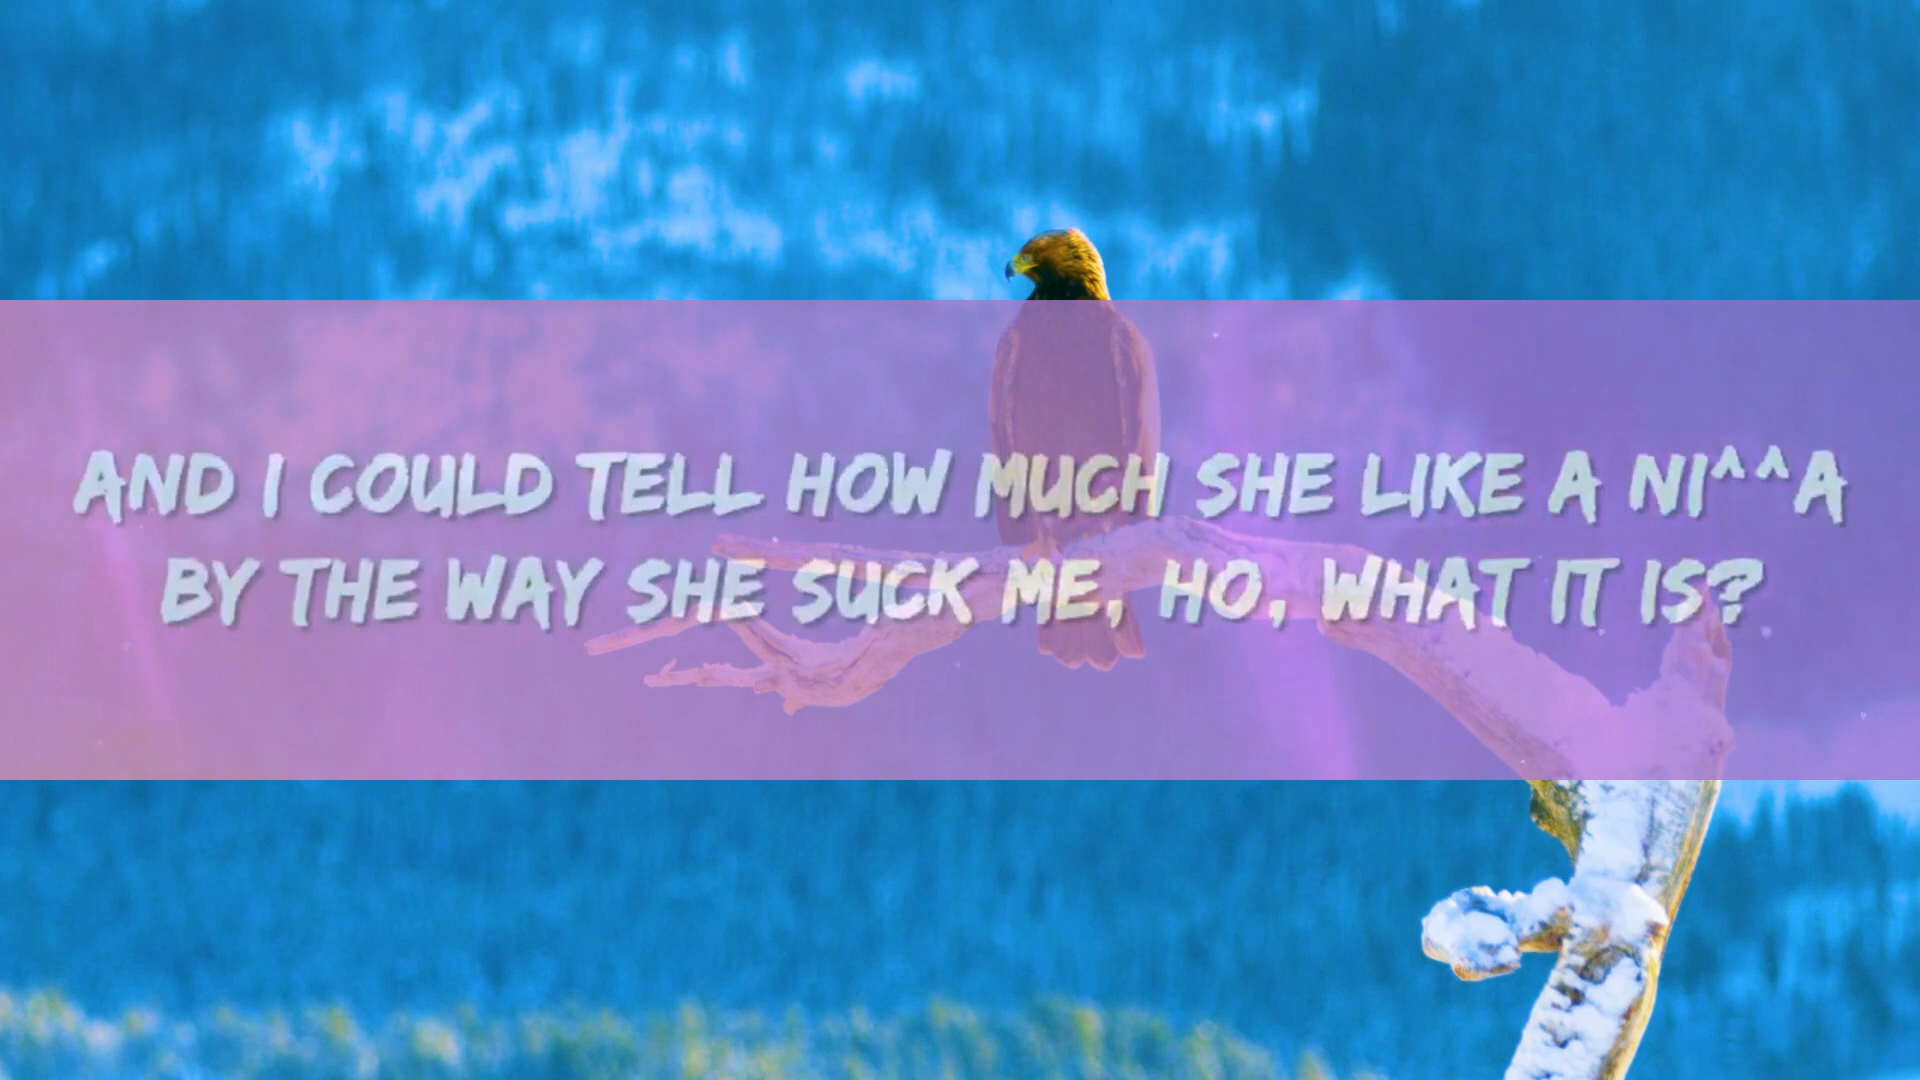 AND I COULD TELL HOW MUCH SHE LIKE A NI^^A
BY THE WAY SHE SUCK ME, HO, WHAT IT IS?